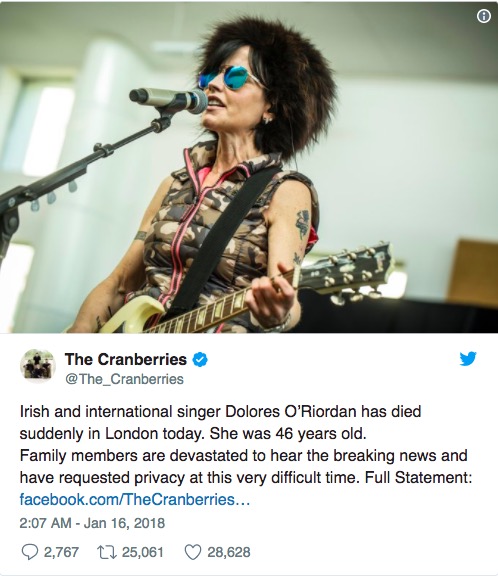 The Cranberries
@The_Cranberries
Irish and international singer Dolores O’Riordan has died
suddenly in London today. She was 46 years old.
Family members are devastated to hear the breaking news and
have requested privacy at this very difficult time. Full Statement:
facebook.com/TheCranberries…
2:07 AM - Jan 16, 2018
2,767 25,061 28,628